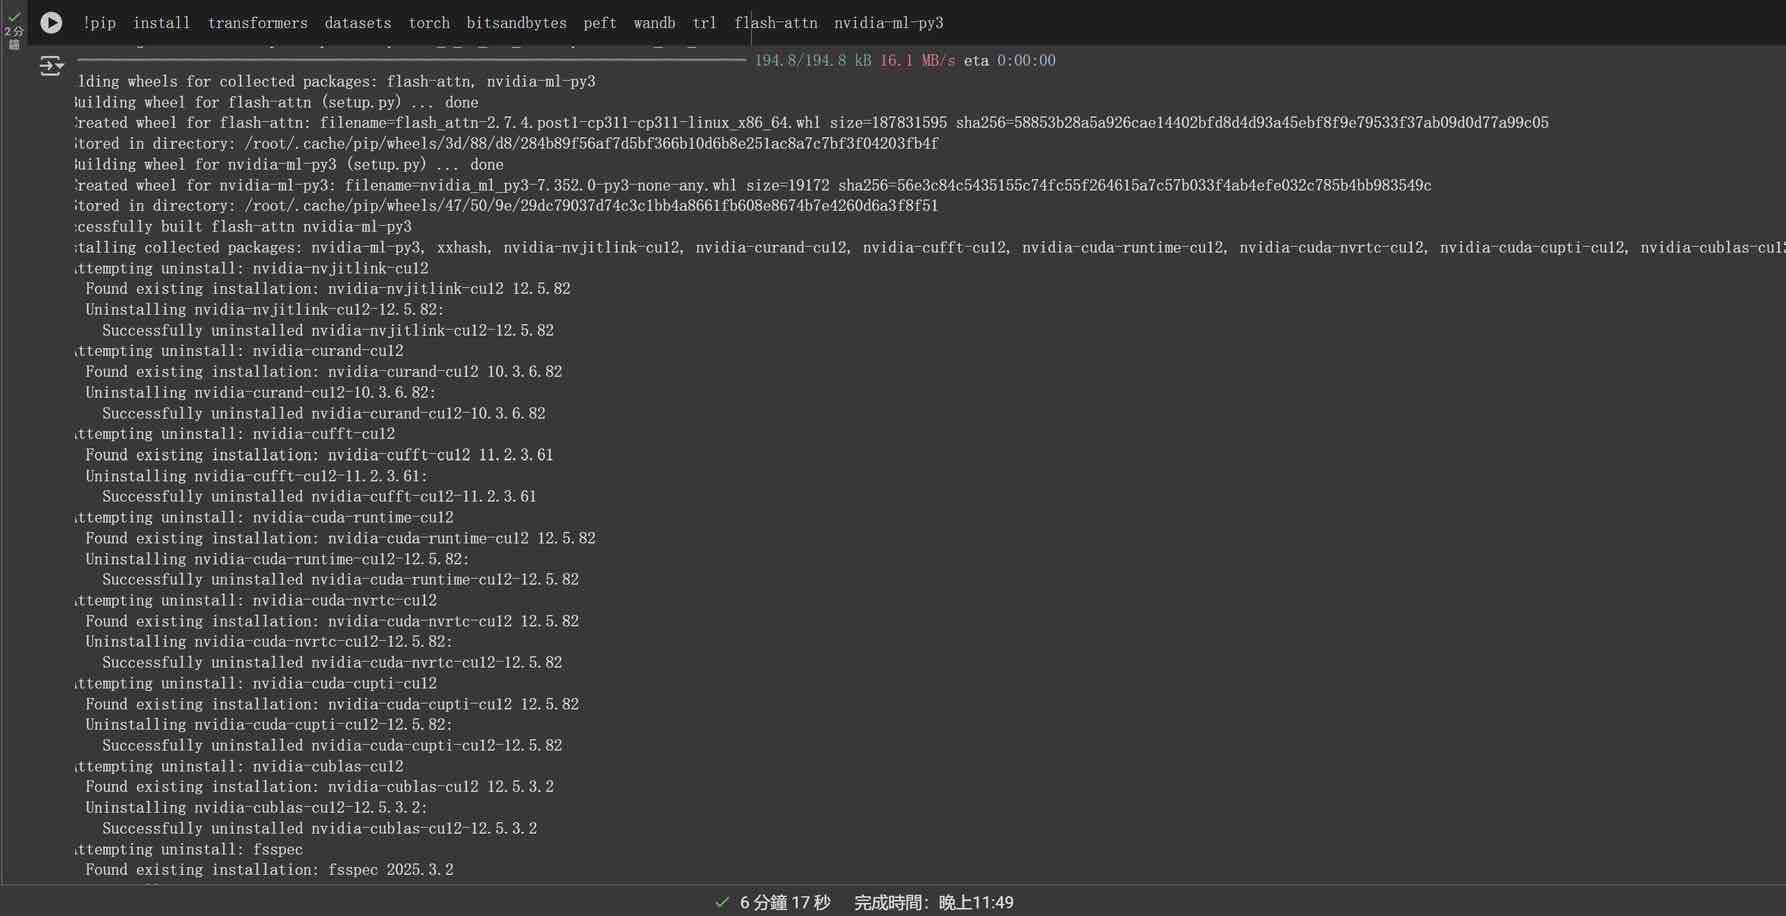 2 分
鐘
!pip install transformers datasets torch bitsandbytes peft wandb trl flash-attn nvidia-ml-py3
194.8/194.8 kB 16.1 MB/s eta 0:00:00
ilding wheels for collected packages: flash-attn, nvidia-ml-py3
Building wheel for flash-attn (setup.py) ... done
Created wheel for flash-attn: filename=flash_attn-2.7.4.post1-cp311-cp311-linux_x86_64.whl size=187831595 sha256=58853b28a5a926cae14402bfd8d4d93a45ebf8f9e79533f37ab09d0d77a99c05
Stored in directory: /root/.cache/pip/wheels/3d/88/d8/284b89f56af7d5bf366b10d6b8e251ac8a7c7bf3f04203fb4f
Building wheel for nvidia-ml-py3 (setup.py) ... done
Created wheel for nvidia-ml-py3: filename=nvidia_ml_py3-7.352.0-py3-none-any.whl size=19172 sha256=56e3c84c5435155c74fc55f264615a7c57b033f4ab4efe032c785b4bb983549c
Stored in directory: /root/.cache/pip/wheels/47/50/9e/29dc79037d74c3c1bb4a8661fb608e8674b7e4260d6a3f8f51
ccessfully built flash-attn nvidia-ml-py3
stalling collected packages: nvidia-ml-py3, xxhash, nvidia-nvjitlink-cu12, nvidia-curand-cu12, nvidia-cufft-cu12, nvidia-cuda-runtime-cu12, nvidia-cuda-nvrtc-cu12, nvidia-cuda-cupti-cu12, nvidia-cublas-cu12
Attempting uninstall: nvidia-nvjitlink-cu12
Found existing installation: nvidia-nvjitlink-cu12 12.5.82
Uninstalling nvidia-nvjitlink-cu12-12.5.82:
Successfully uninstalled nvidia-nvjitlink-cu12-12.5.82
Attempting uninstall: nvidia-curand-cu12
Found existing installation: nvidia-curand-cu12 10.3.6.82
Uninstalling nvidia-curand-cu12-10.3.6.82:
Successfully uninstalled nvidia-curand-cu12-10.3.6.82
Attempting uninstall: nvidia-cufft-cu12
Found existing installation: nvidia-cufft-cu12 11.2.3.61
Uninstalling nvidia-cufft-cu12-11.2.3.61:
Successfully uninstalled nvidia-cufft-cu12-11.2.3.61
Attempting uninstall: nvidia-cuda-runtime-cu12
Found existing installation: nvidia-cuda-runtime-cu12 12.5.82
Uninstalling nvidia-cuda-runtime-cu12-12.5.82:
Successfully uninstalled nvidia-cuda-runtime-cu12-12.5.82
Attempting uninstall: nvidia-cuda-nvrtc-cu12
Found existing installation: nvidia-cuda-nvrtc-cu12 12.5.82
Uninstalling nvidia-cuda-nvrtc-cu12-12.5.82:
Successfully uninstalled nvidia-cuda-nvrtc-cu12-12.5.82
Attempting uninstall: nvidia-cuda-cupti-cu12
Found existing installation: nvidia-cuda-cupti-cu12 12.5.82
Uninstalling nvidia-cuda-cupti-cu12-12.5.82:
Successfully uninstalled nvidia-cuda-cupti-cu12-12.5.82
Attempting uninstall: nvidia-cublas-cu12
Found existing installation: nvidia-cublas-cu12 12.5.3.2
Uninstalling nvidia-cublas-cu12-12.5.3.2:
Successfully uninstalled nvidia-cublas-cu12-12.5.3.2
Attempting uninstall: fsspec
Found existing installation: fsspec 2025.3.2
6 分鐘 17 秒 完成時間：晚上11:49